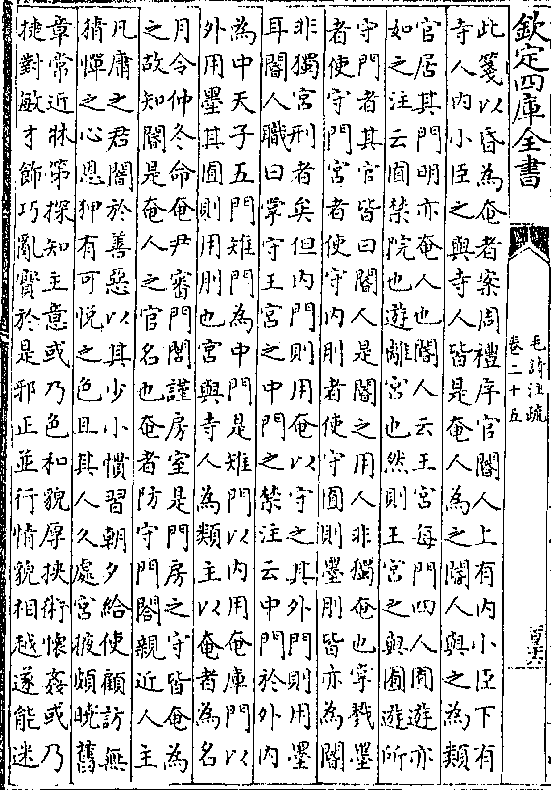 欽定四庫全書
此箋以昏為奄者案周禮序官閽人上有内小臣下有
寺人内小臣之與寺人皆是奄人為之閽人與之為類
官居其門明亦奄人也閽人云王宫每門四人囿遊亦
如之注云囿禁院也遊離宫也然則王宫之與囿遊所
守門者其官皆曰閽人是閽之用人非獨奄也掌戮墨
者使守門宫者使守内刖者使守囿則墨刖皆亦為閽
非獨宫刑者矣但内門則用奄以守之其外門則用墨
耳閽人職曰掌守王宫之中門之禁注云中門於外内
為中天子五門雉門為中門是雉門以内用奄庫門以
外用墨其囿則用刖也宫與寺人為類主以奄者為名
月令仲冬命奄尹審門閭謹房室是門房之守皆奄為
之故知閽是奄人之官名也奄者防守門閤親近人主
凡庸之君闇於善惡以其少小慣習朝夕給使顧訪無
猜憚之心恩狎有可悦之色且其人久處宫掖頗曉舊
章常近牀笫探知主意或乃色和貌厚挾術懷姦或乃
捷對敏才飾巧亂實於是邪正並行情貌相越遂能迷
毛詩注疏
卷二十五